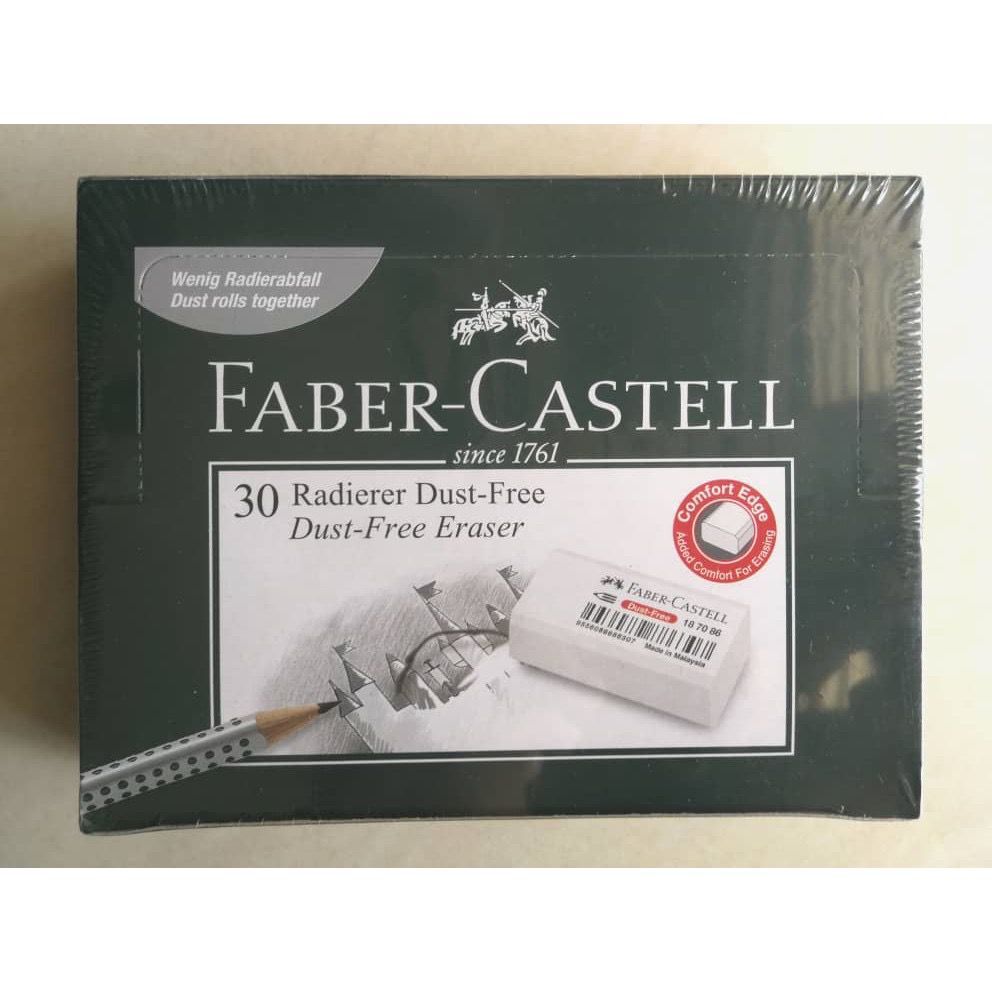 Wenig Radierabfall
Dust rolls together
FABER-CASTELL
since 1761
30 Radierer Dust-Free
Dust-Free Eraser
Comfort Edge
Added Comfort For Erasing
FABER-CASTELL
Dust-Free
18 70 86
Made in Malaysia